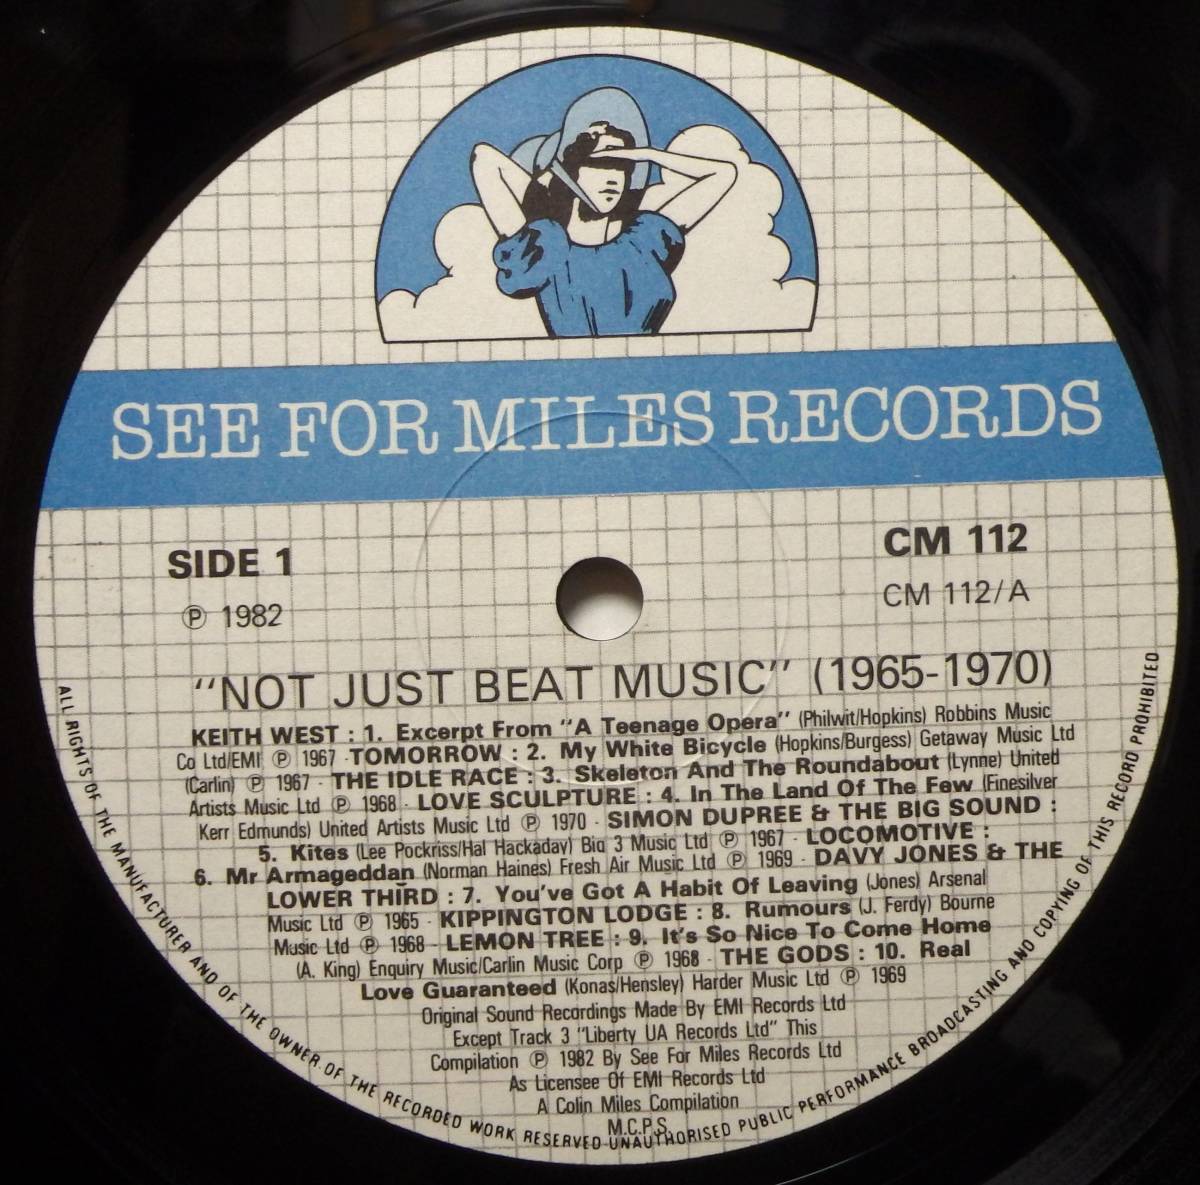 SEE FOR MILES RECORDS
SIDE 1
CM 112
℗ 1982
CM 112/A
"NOT JUST BEAT MUSIC" (1965-1970)
KEITH WEST : 1. Excerpt From "A Teenage Opera" (Philwit/Hopkins) Robbins Music
Co Ltd/EMI ℗ 1967 · TOMORROW : 2. My White Bicycle (Hopkins/Burgess) Getaway Music Ltd
(Carlin) ℗ 1967 · THE IDLE RACE : 3. Skeleton And The Roundabout (Lynne) United
Artists Music Ltd ℗ 1968 · LOVE SCULPTURE : 4. In The Land Of The Few (Finesilver
Kerr Edmunds) United Artists Music Ltd ℗ 1970 · SIMON DUPREE & THE BIG SOUND :
5. Kites (Lee Pockriss/Hal Hackaday) Big 3 Music Ltd ℗ 1967 · LOCOMOTIVE :
6. Mr Armageddan (Norman Haines) Fresh Air Music Ltd ℗ 1969 · DAVY JONES & THE
LOWER THIRD : 7. You've Got A Habit Of Leaving (Jones) Arsenal
Music Ltd ℗ 1965 · KIPPINGTON LODGE : 8. Rumours (J. Ferdy) Bourne
Music Ltd ℗ 1968 · LEMON TREE : 9. It's So Nice To Come Home
(A. King) Enquiry Music/Carlin Music Corp ℗ 1968 · THE GODS : 10. Real
Love Guaranteed (Konas/Hensley) Harder Music Ltd ℗ 1969
Original Sound Recordings Made By EMI Records Ltd
Except Track 3 "Liberty UA Records Ltd" This
Compilation ℗ 1982 By See For Miles Records Ltd
As Licensee Of EMI Records Ltd
A Colin Miles Compilation
M.C.P.S.
ALL RIGHTS OF THE MANUFACTURER AND OF THE OWNER OF THE RECORDED WORK RESERVED UNAUTHORISED PUBLIC PERFORMANCE BROADCASTING AND COPYING OF THIS RECORD PROHIBITED